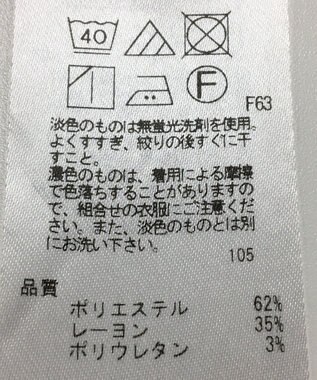 40
F
F63
淡色のものは無蛍光洗剤を使用。
よくすすぎ、絞りの後すぐに干
すこと。
濃色のものは、着用による摩擦
で色落ちすることがありますの
で、組合せの衣服にご注意くだ
さい。また、淡色のものとは別
にお洗い下さい。
105
品質
ポリエステル 62%
レーヨン 35%
ポリウレタン 3%